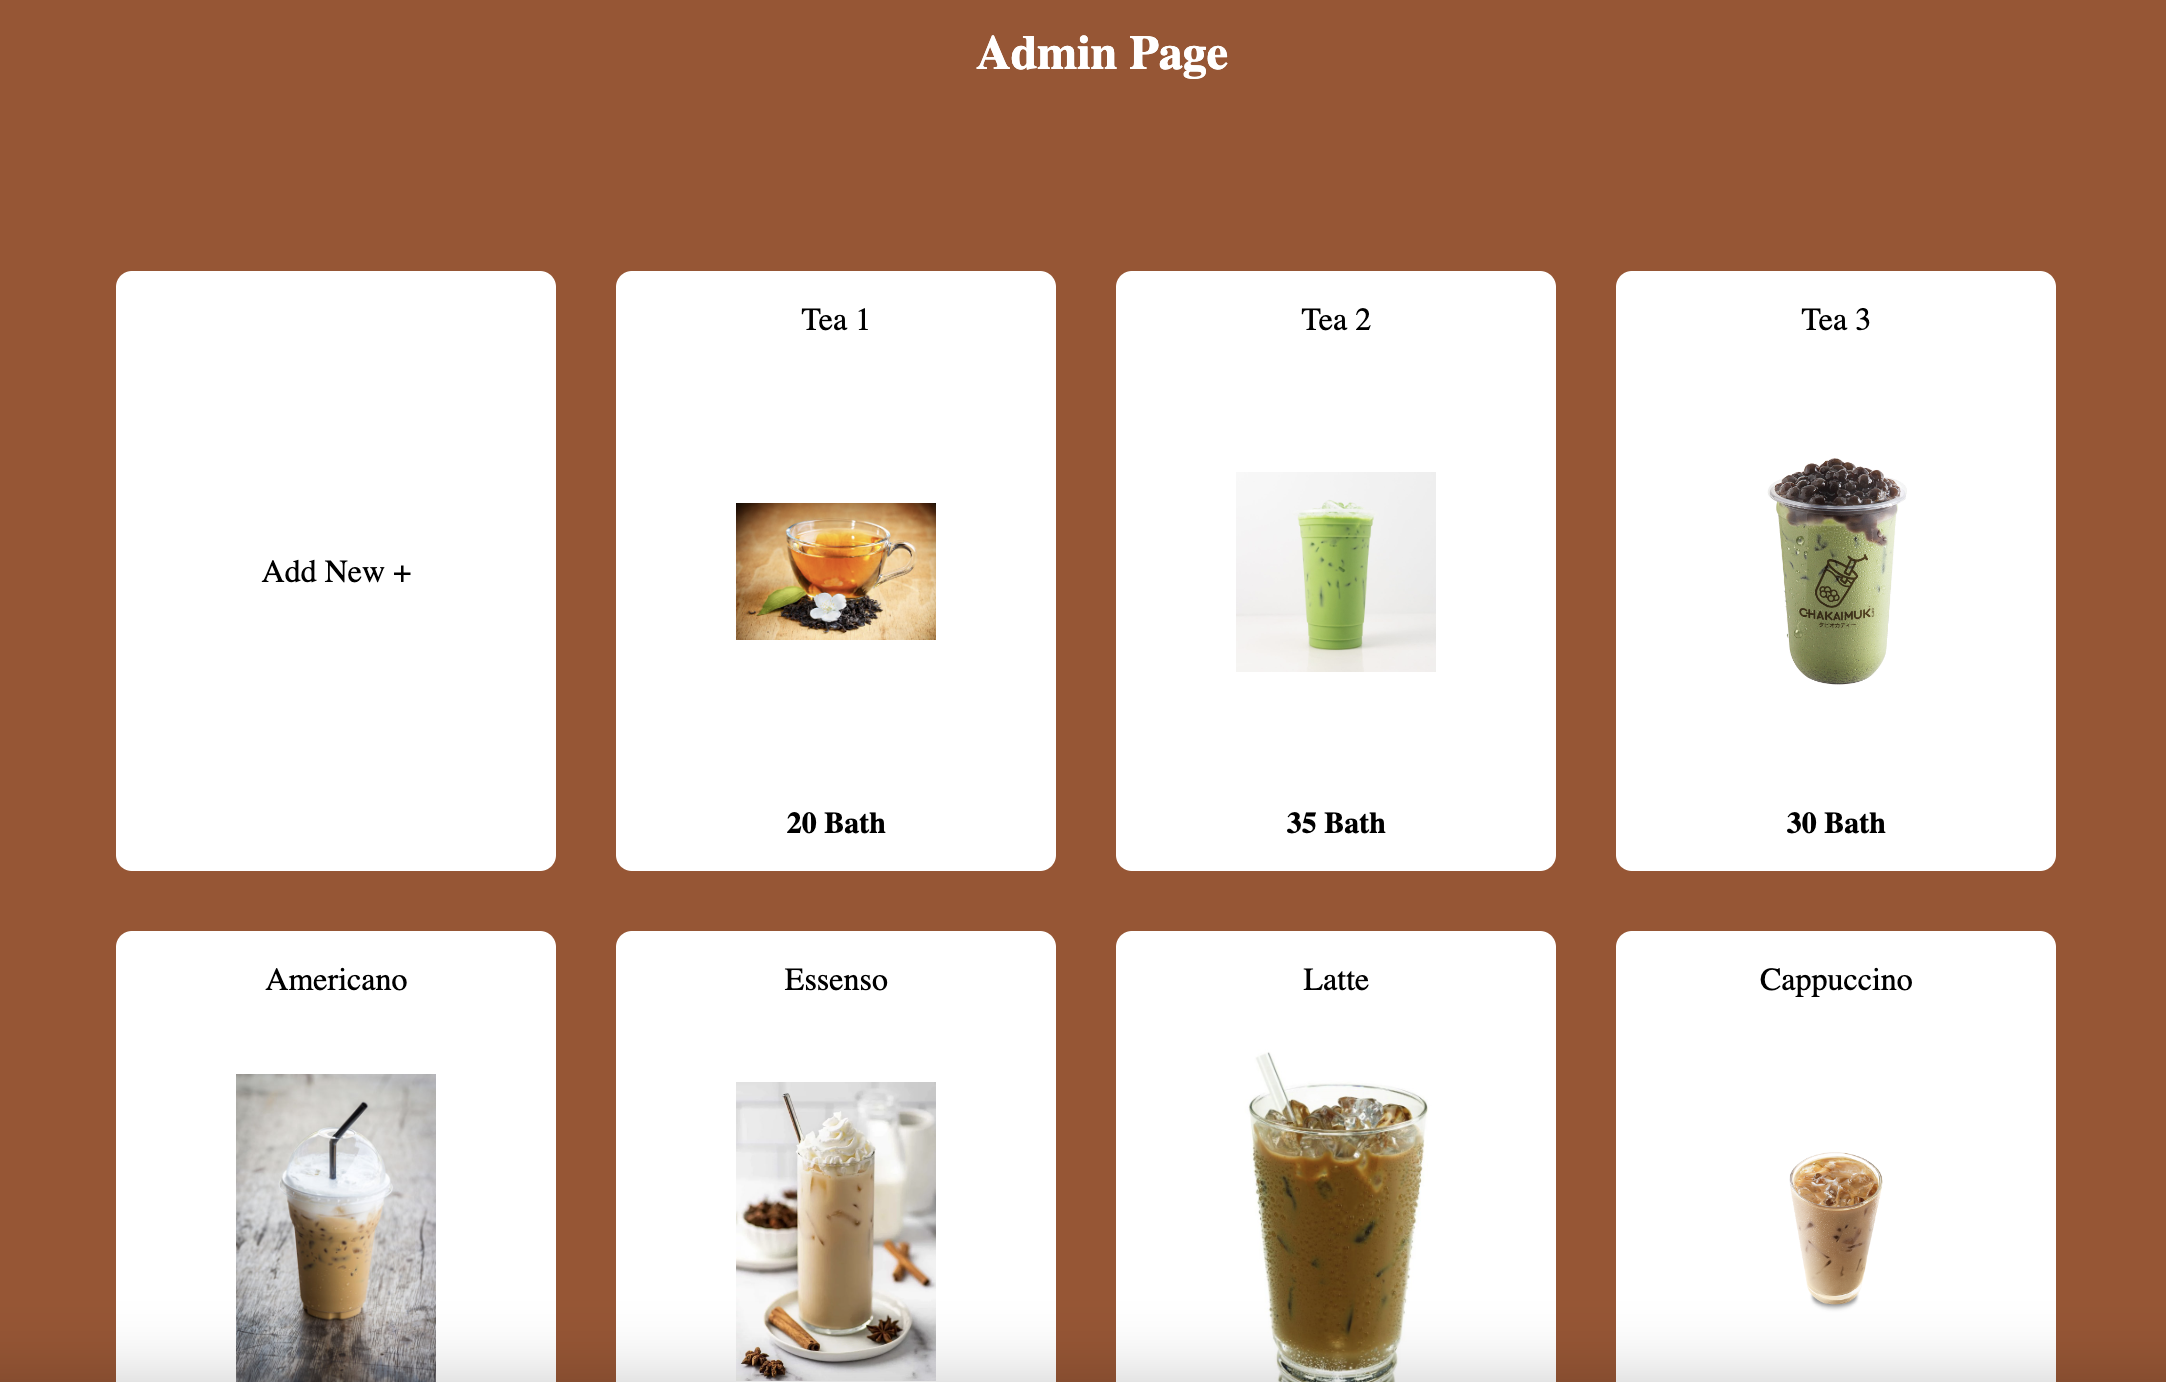 Admin Page
Add New +
Tea 1
20 Bath
Tea 2
35 Bath
Tea 3
CHAKAIMUK
30 Bath
Americano
Essenso
Latte
Cappuccino